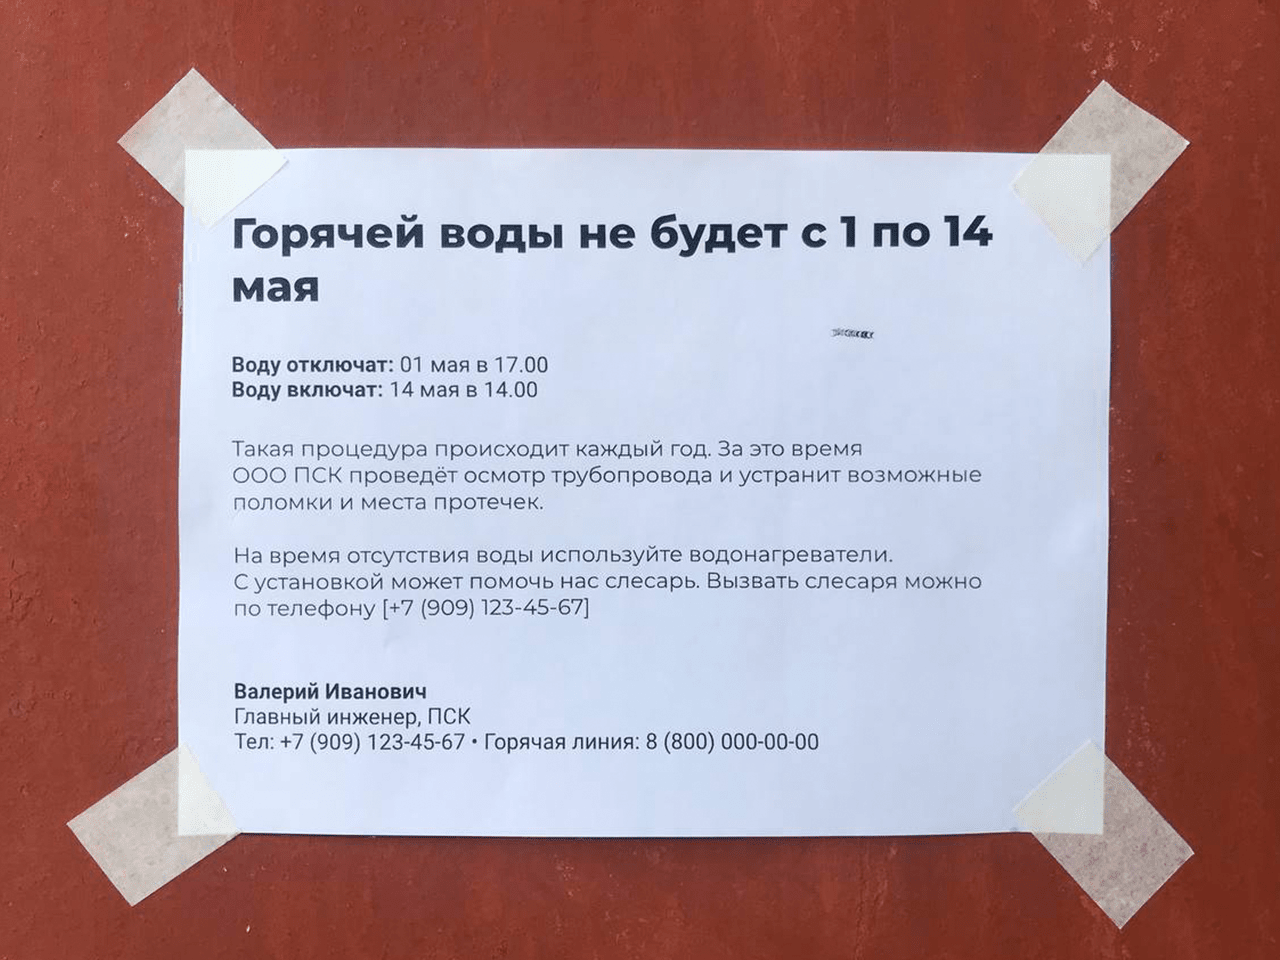 Горячей воды не будет с 1 по 14
мая
Воду отключат: 01 мая в 17.00
Воду включат: 14 мая в 14.00
Такая процедура происходит каждый год. За это время
ООО ПСК проведёт осмотр трубопровода и устранит возможные
поломки и места протечек.
На время отсутствия воды используйте водонагреватели.
С установкой может помочь нас слесарь. Вызвать слесаря можно
по телефону [+7 (909) 123-45-67]
Валерий Иванович
Главный инженер, ПСК
Тел: +7 (909) 123-45-67 • Горячая линия: 8 (800) 000-00-00